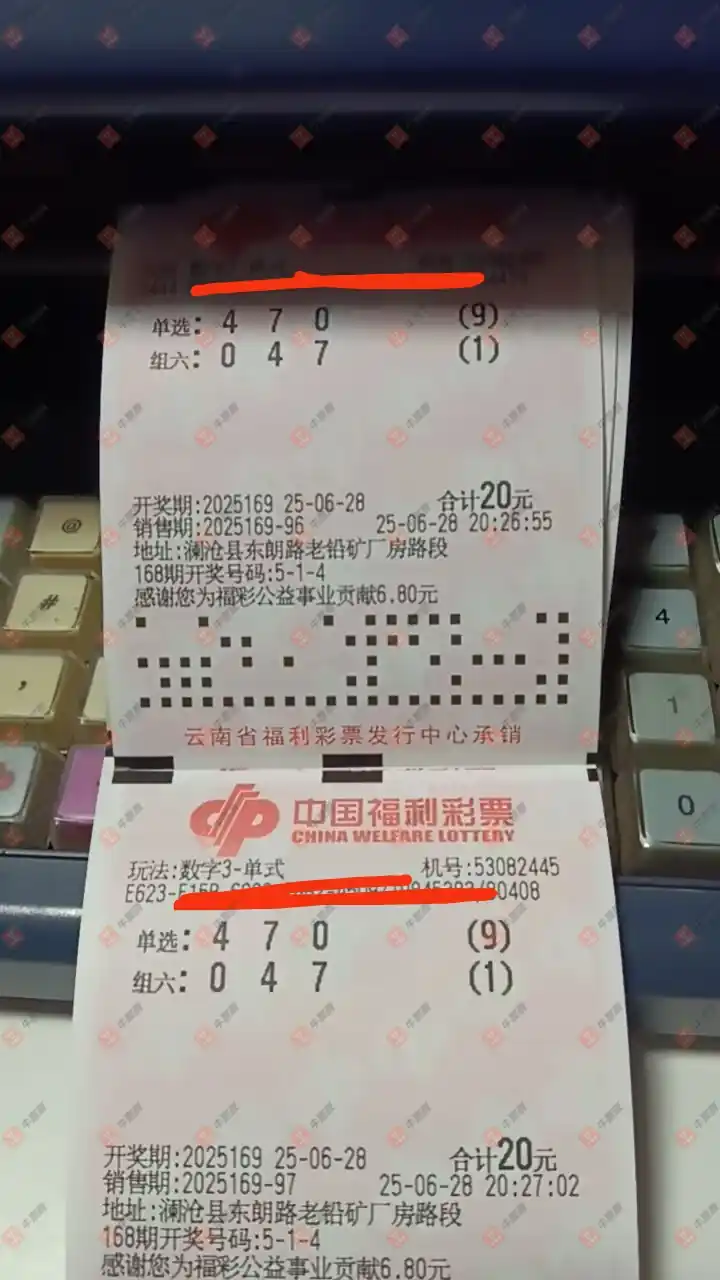 单选: 4 7 0 (9)
组六: 0 4 7 (1)
开奖期:2025169 25-06-28 合计20元
销售期:2025169-96 25-06-28 20:26:55
地址:澜沧县东朗路老铅矿厂房路段
168期开奖号码:5-1-4
感谢您为福彩公益事业贡献6.80元
云南省福利彩票发行中心承销
中国福利彩票
CHINA WELFARE LOTTERY
玩法:数字3-单式 机号:53082445
单选: 4 7 0 (9)
组六: 0 4 7 (1)
开奖期:2025169 25-06-28 合计20元
销售期:2025169-97 25-06-28 20:27:02
地址:澜沧县东朗路老铅矿厂房路段
168期开奖号码:5-1-4
感谢您为福彩公益事业贡献6.80元
@
#
,
4
1
0